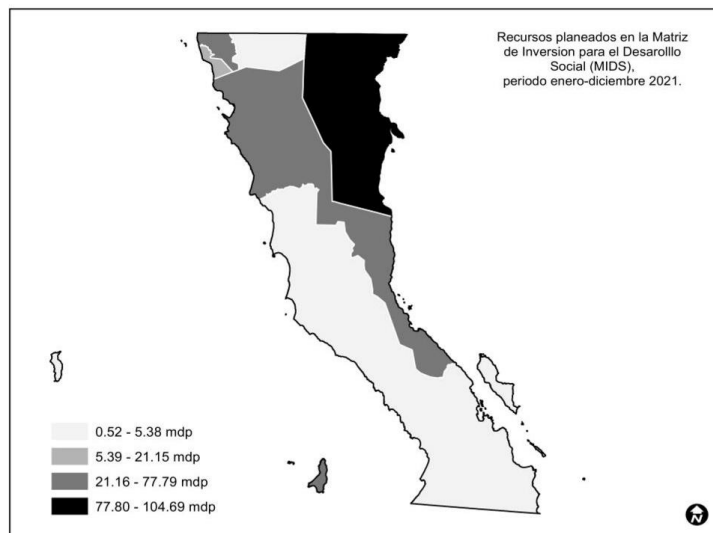 Recursos planeados en la Matriz
de Inversion para el Desarolllo
Social (MIDS),
periodo enero-diciembre 2021.
0.52 - 5.38 mdp
5.39 - 21.15 mdp
21.16 - 77.79 mdp
77.80 - 104.69 mdp
N